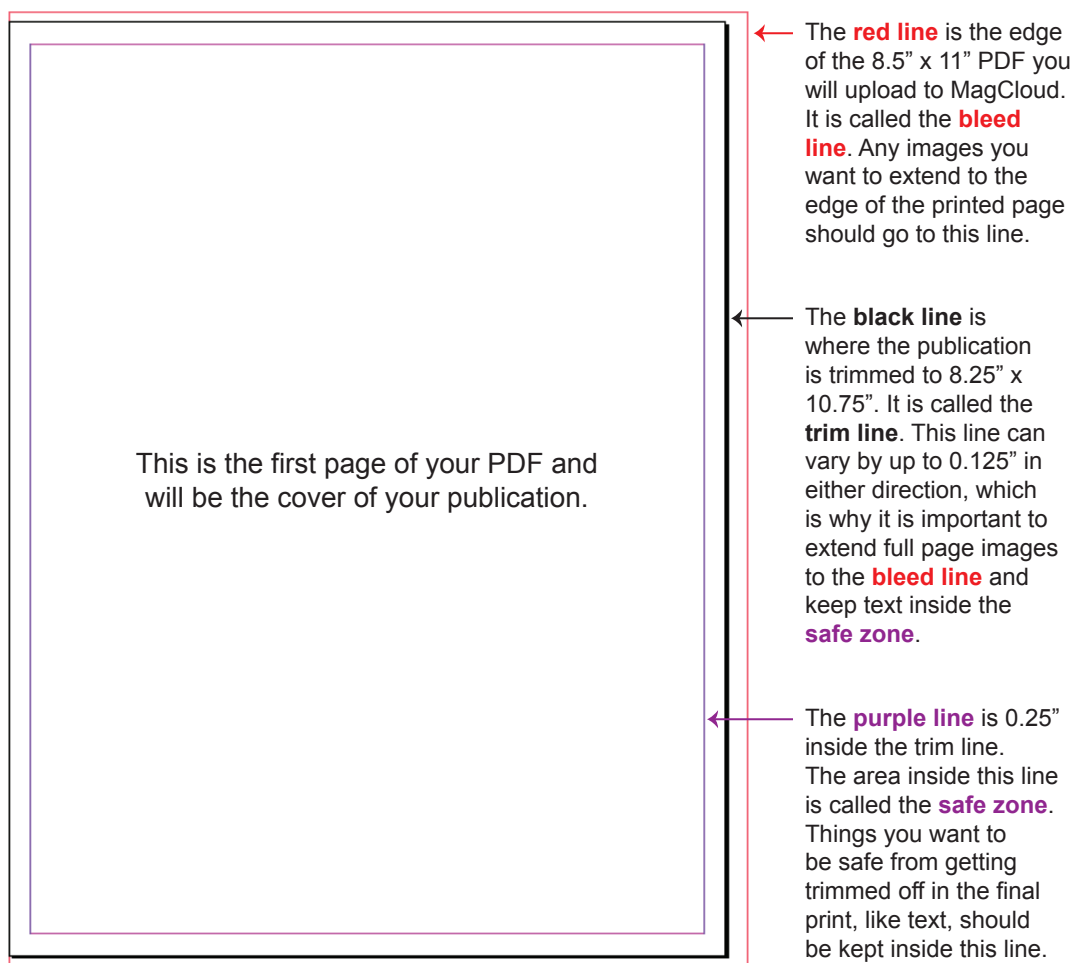 The red line is the edge
of the 8.5” x 11” PDF you
will upload to MagCloud.
It is called the bleed
line. Any images you
want to extend to the
edge of the printed page
should go to this line.
The black line is
where the publication
is trimmed to 8.25” x
10.75”. It is called the
trim line. This line can
vary by up to 0.125” in
either direction, which
is why it is important to
extend full page images
to the bleed line and
keep text inside the
safe zone.
This is the first page of your PDF and
will be the cover of your publication.
The purple line is 0.25”
inside the trim line.
The area inside this line
is called the safe zone.
Things you want to
be safe from getting
trimmed off in the final
print, like text, should
be kept inside this line.